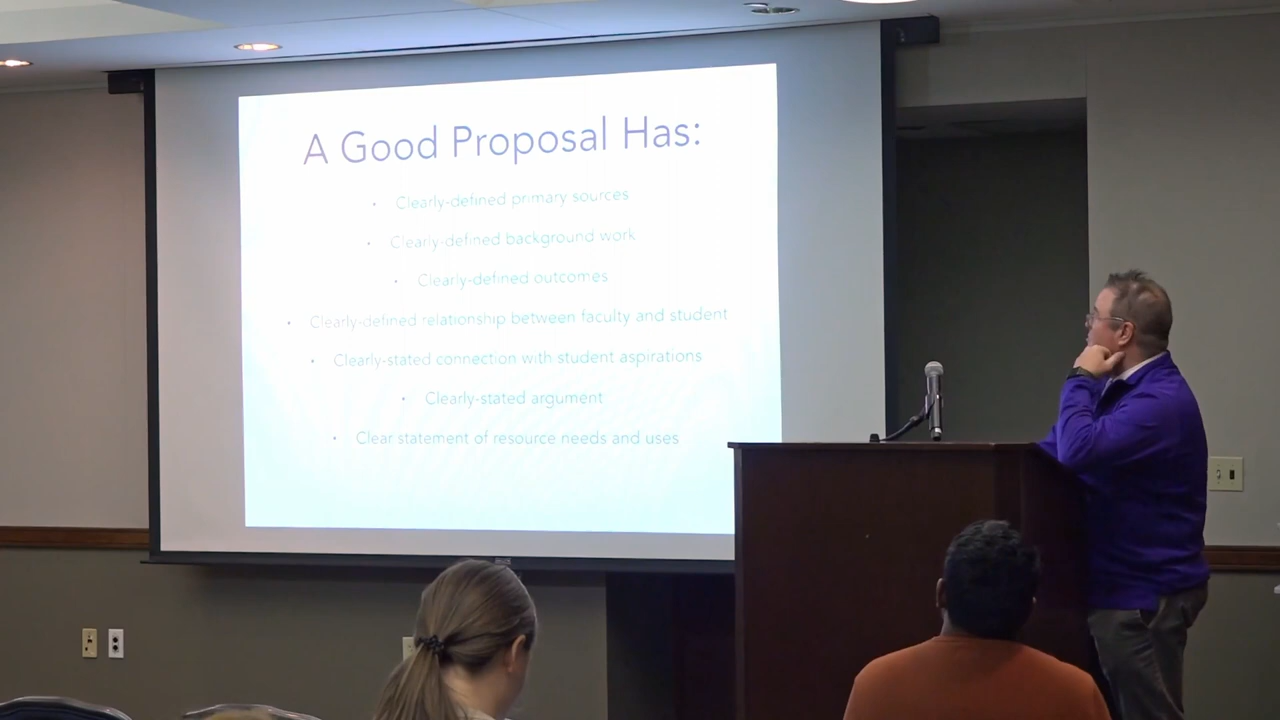 A Good Proposal Has:
• Clearly-defined primary sources
• Clearly-defined background work
• Clearly-defined outcomes
• Clearly-defined relationship between faculty and student
• Clearly-stated connection with student aspirations
• Clearly-stated argument
• Clear statement of resource needs and uses